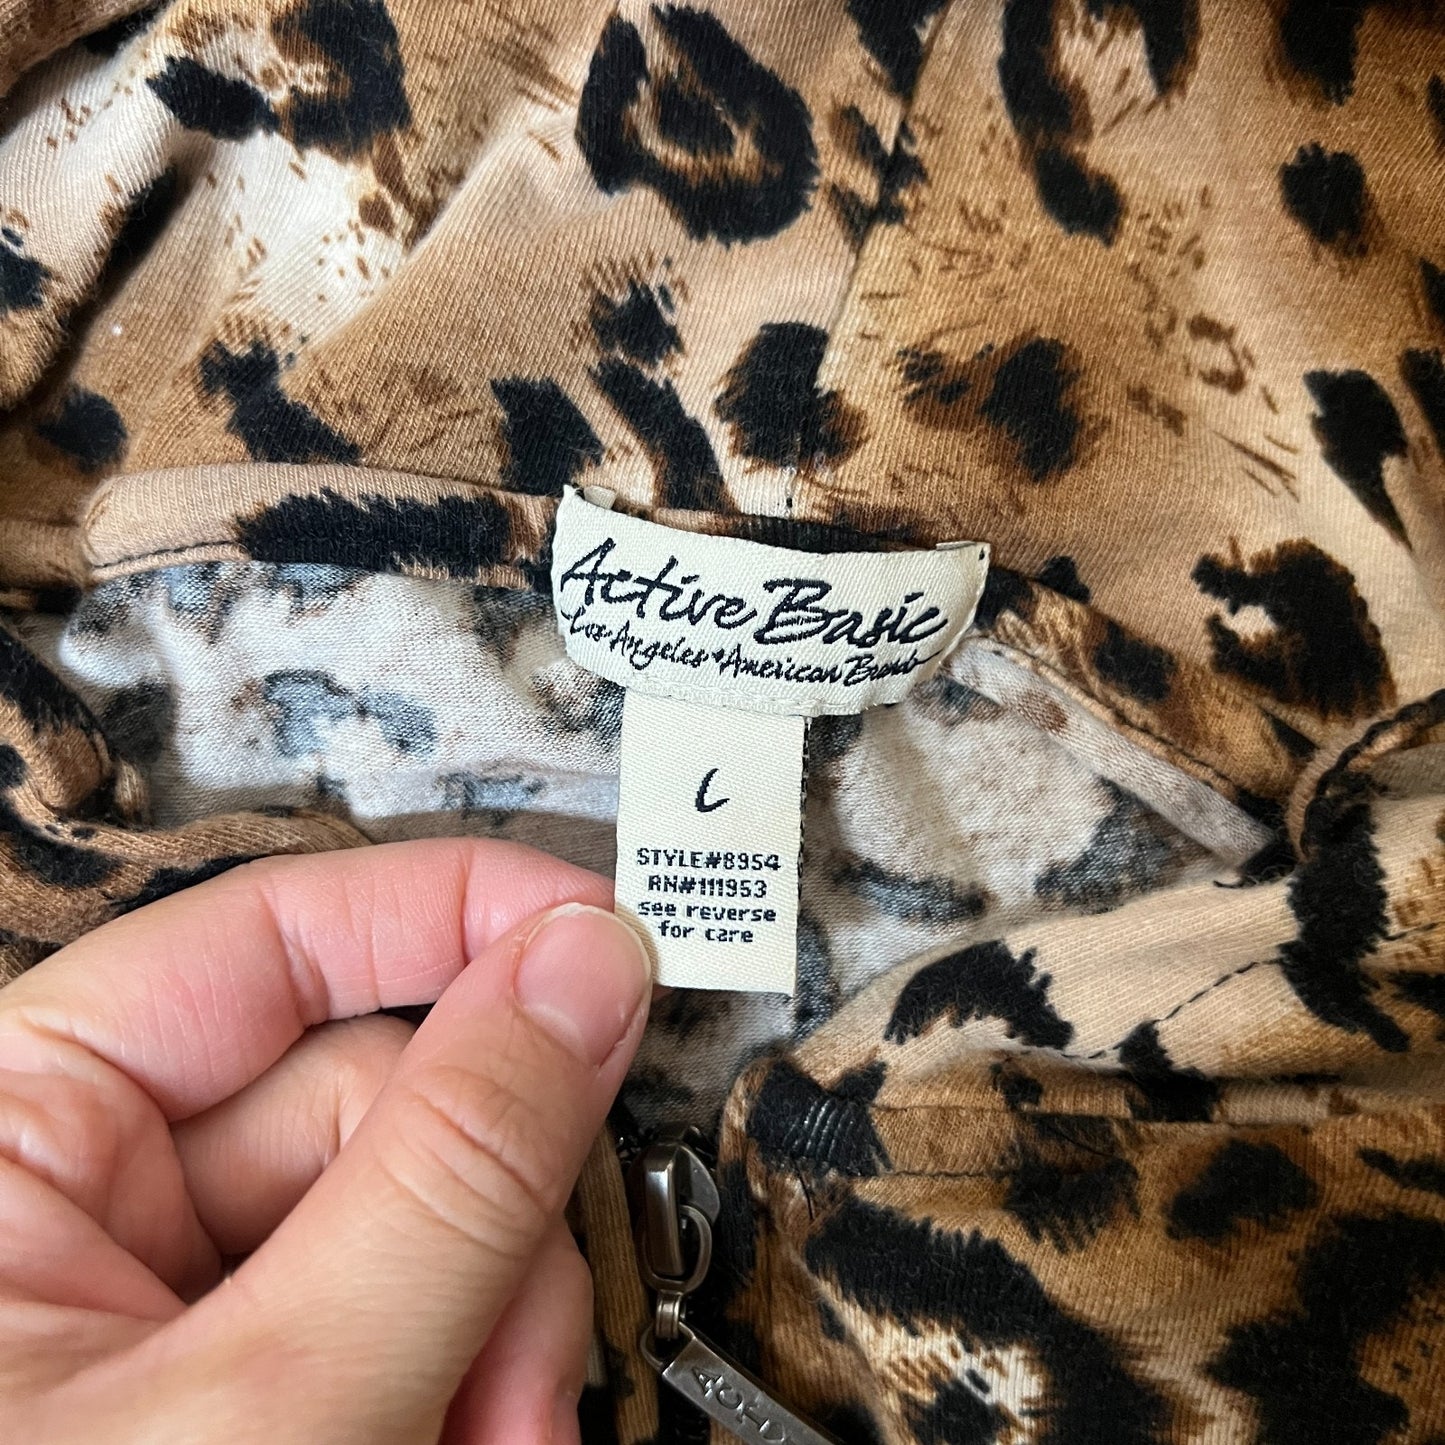 Active Basic
Los Angeles • American Brand
L
STYLE#8954
RN#111953
see reverse
for care